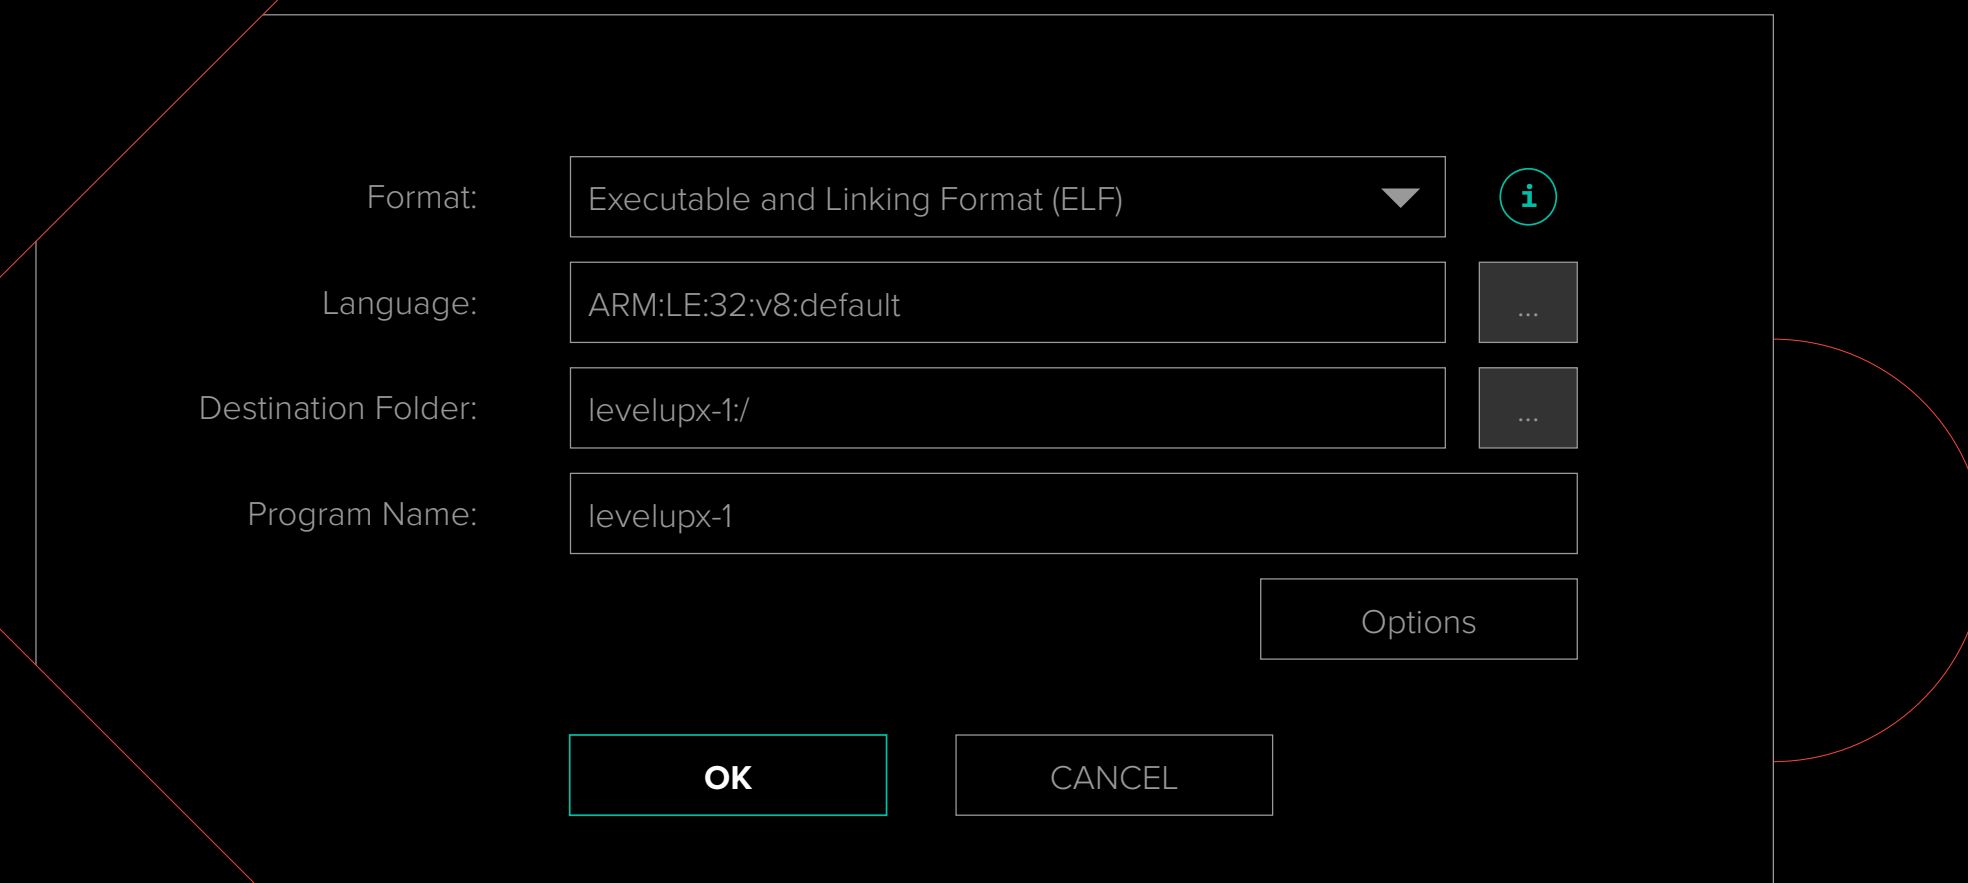 Format:
Executable and Linking Format (ELF)
i
Language:
ARM:LE:32:v8:default
...
Destination Folder:
levelupx-1:/
...
Program Name:
levelupx-1
Options
OK
CANCEL